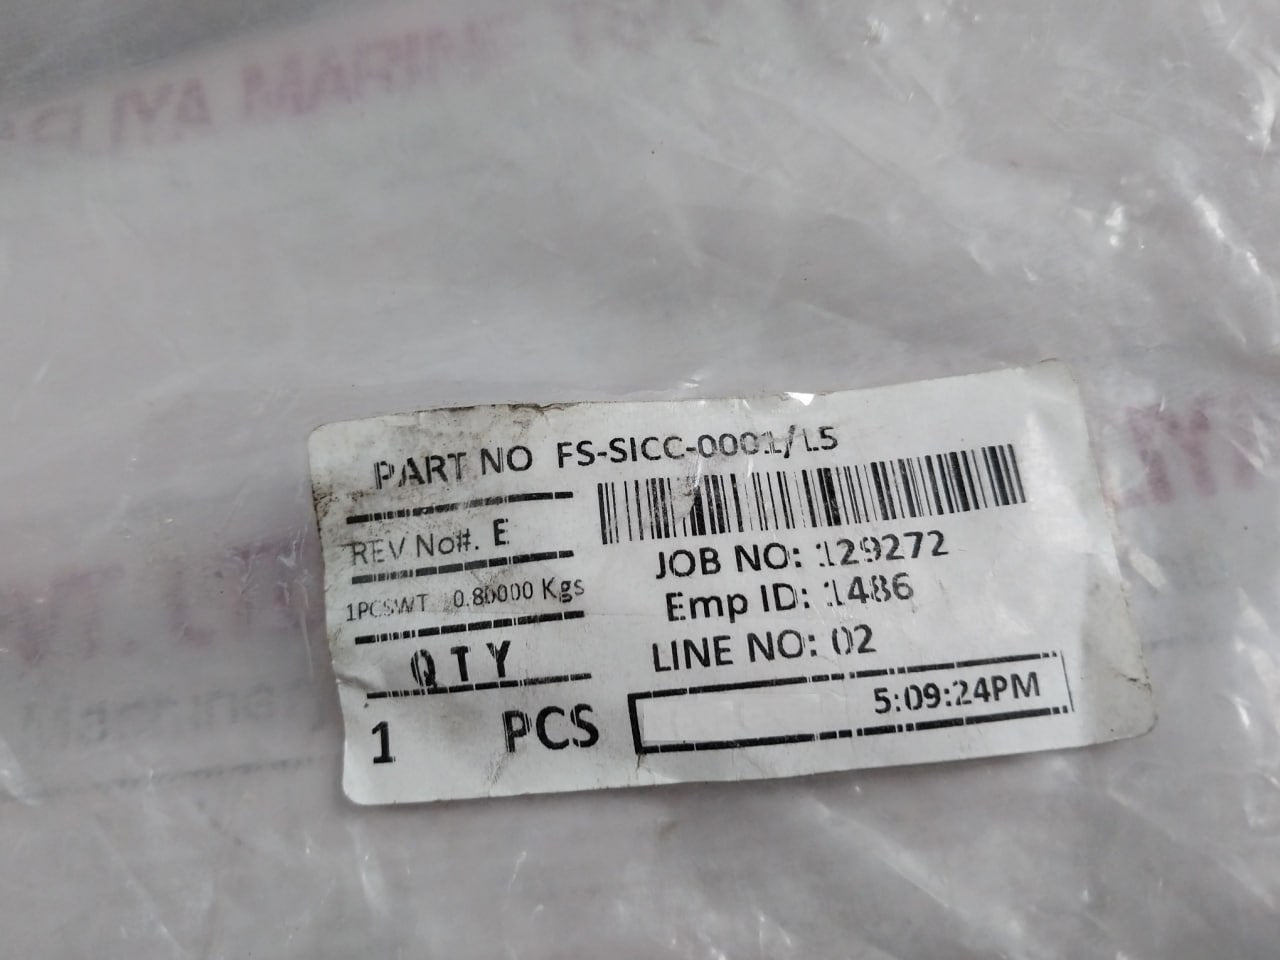 PART NO FS-SICC-0001/L5
REV No#. E
1PCSWT 0.80000 Kgs
QTY
1 PCS
JOB NO: 129272
Emp ID: 1486
LINE NO: 02
5:09:24PM